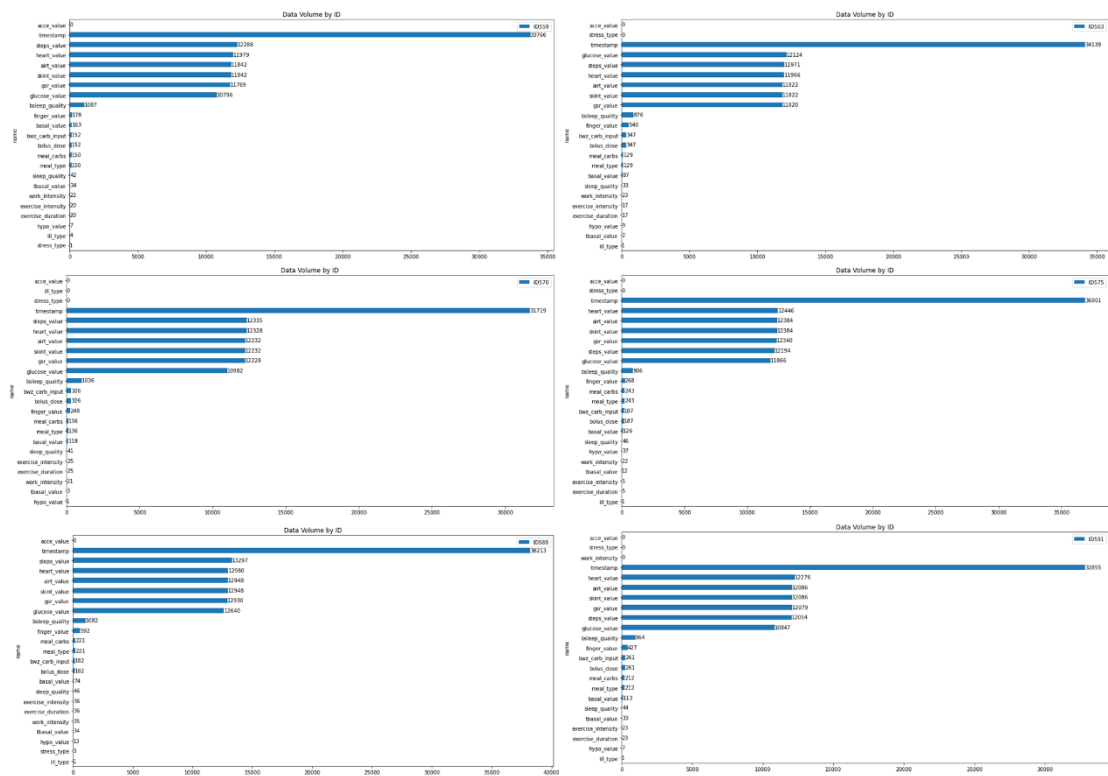 Data Volume by ID
ID559
name
acce_value 0
timestamp 33766
steps_value 12288
heart_value 11979
airt_value 11842
skint_value 11842
gsr_value 11769
glucose_value 10796
bsleep_quality 1087
finger_value 378
basal_value 163
bwz_carb_input 152
bolus_dose 152
meal_carbs 150
meal_type 150
sleep_quality 42
tbasal_value 34
work_intensity 22
exercise_intensity 20
exercise_duration 20
hypo_value 7
ill_type 4
stress_type 1
0 5000 10000 15000 20000 25000 30000 35000
Data Volume by ID
ID563
name
acce_value 0
stress_type 0
timestamp 34139
glucose_value 12124
steps_value 11971
heart_value 11966
airt_value 11822
skint_value 11822
gsr_value 11820
bsleep_quality 876
finger_value 540
bwz_carb_input 347
bolus_dose 347
meal_carbs 129
meal_type 129
basal_value 87
sleep_quality 33
work_intensity 23
exercise_intensity 17
exercise_duration 17
hypo_value 9
tbasal_value 2
ill_type 1
0 5000 10000 15000 20000 25000 30000 35000
Data Volume by ID
ID570
name
acce_value 0
ill_type 0
stress_type 0
timestamp 31719
steps_value 12335
heart_value 12328
airt_value 12232
skint_value 12232
gsr_value 12228
glucose_value 10982
bsleep_quality 1036
bwz_carb_input 326
bolus_dose 326
finger_value 248
meal_carbs 136
meal_type 136
basal_value 118
sleep_quality 41
exercise_intensity 25
exercise_duration 25
work_intensity 21
tbasal_value 3
hypo_value 1
0 5000 10000 15000 20000 25000 30000
Data Volume by ID
ID575
name
acce_value 0
stress_type 0
timestamp 36901
heart_value 12446
airt_value 12384
skint_value 12384
gsr_value 12340
steps_value 12194
glucose_value 11866
bsleep_quality 906
finger_value 268
meal_carbs 243
meal_type 243
bwz_carb_input 187
bolus_dose 187
basal_value 126
sleep_quality 46
hypo_value 37
work_intensity 22
tbasal_value 12
exercise_intensity 5
exercise_duration 5
ill_type 1
0 5000 10000 15000 20000 25000 30000 35000
Data Volume by ID
ID588
name
acce_value 0
timestamp 38213
steps_value 13297
heart_value 12980
airt_value 12948
skint_value 12948
gsr_value 12930
glucose_value 12640
bsleep_quality 1082
finger_value 592
meal_carbs 221
meal_type 221
bwz_carb_input 182
bolus_dose 182
basal_value 74
sleep_quality 46
exercise_intensity 36
exercise_duration 36
work_intensity 35
tbasal_value 34
hypo_value 13
stress_type 3
ill_type 1
0 5000 10000 15000 20000 25000 30000 35000 40000
Data Volume by ID
ID591
name
acce_value 0
stress_type 0
work_intensity 0
timestamp 32855
heart_value 12276
airt_value 12086
skint_value 12086
gsr_value 12079
steps_value 12054
glucose_value 10847
bsleep_quality 964
finger_value 427
bwz_carb_input 261
bolus_dose 261
meal_carbs 212
meal_type 212
basal_value 113
sleep_quality 44
tbasal_value 33
exercise_intensity 23
exercise_duration 23
hypo_value 7
ill_type 1
0 5000 10000 15000 20000 25000 30000